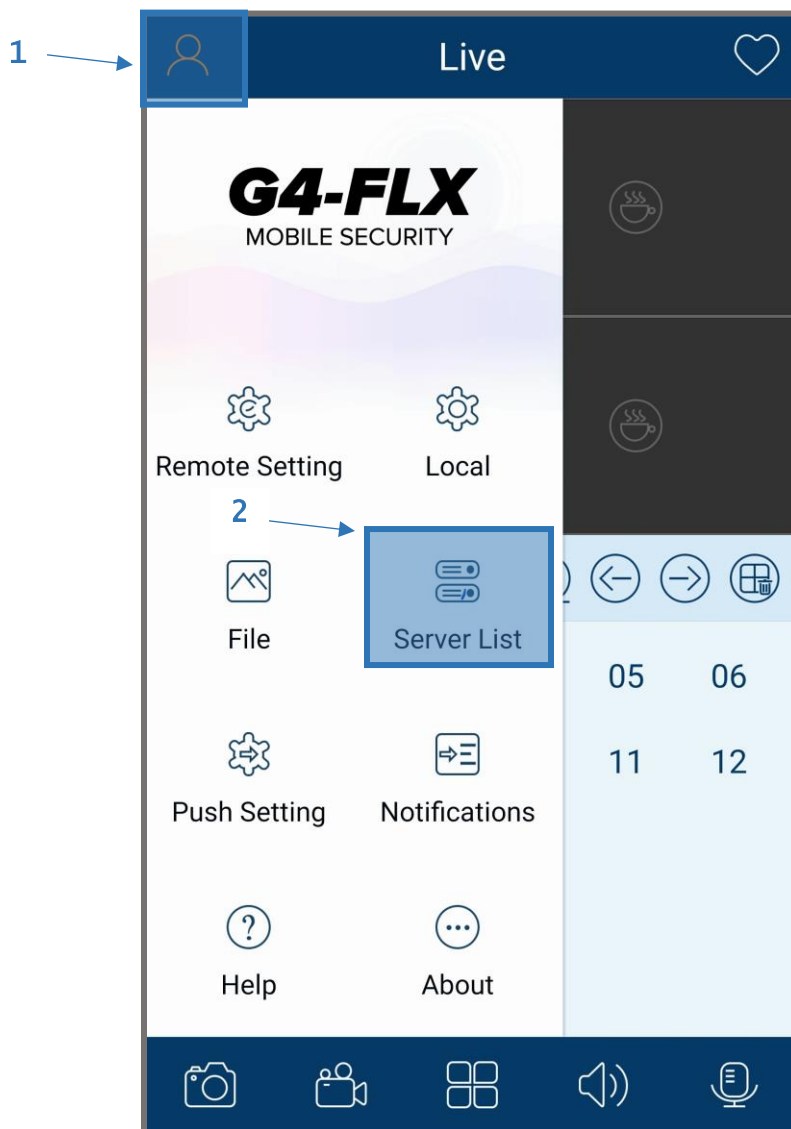 1
Live
G4-FLX
MOBILE SECURITY
Remote Setting
Local
2
File
Server List
05
06
Push Setting
Notifications
11
12
Help
About